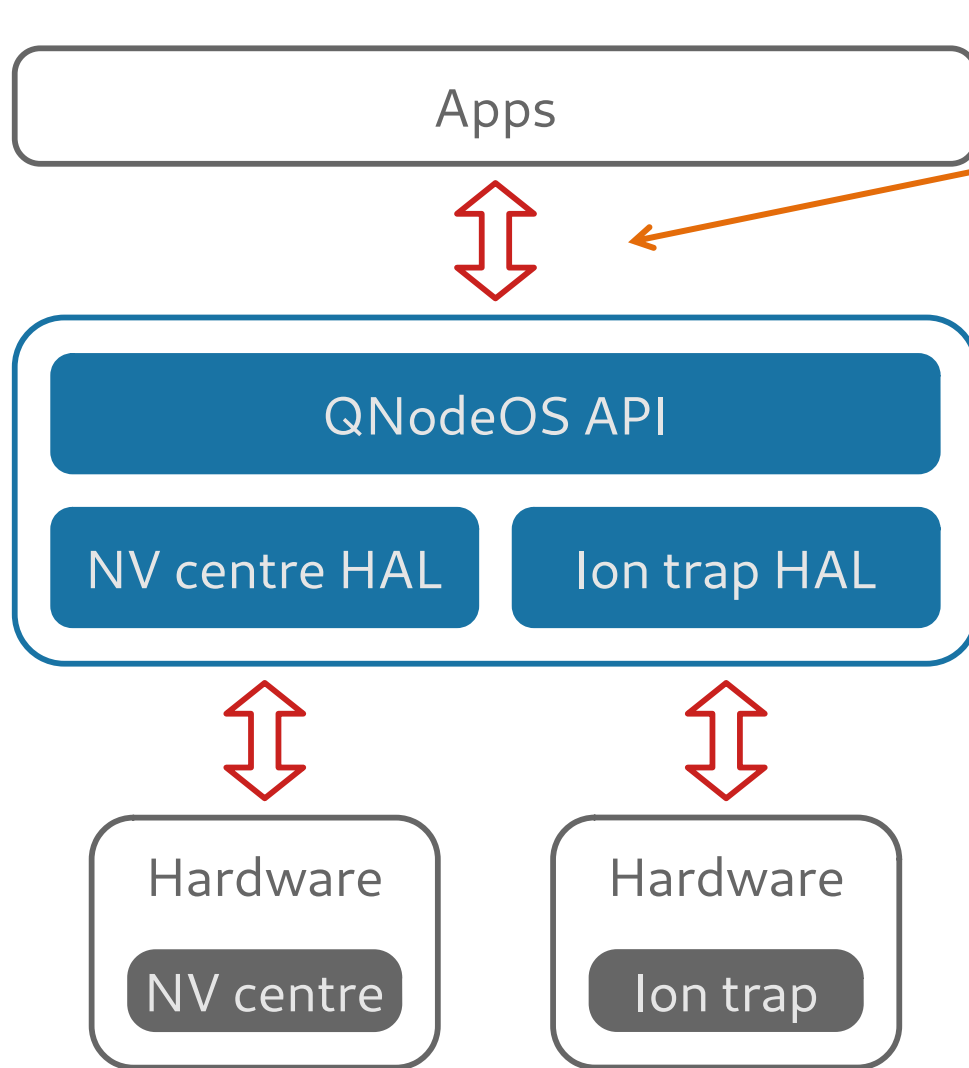 Apps
QNodeOS API
NV centre HAL
Ion trap HAL
Hardware
Hardware
NV centre
Ion trap